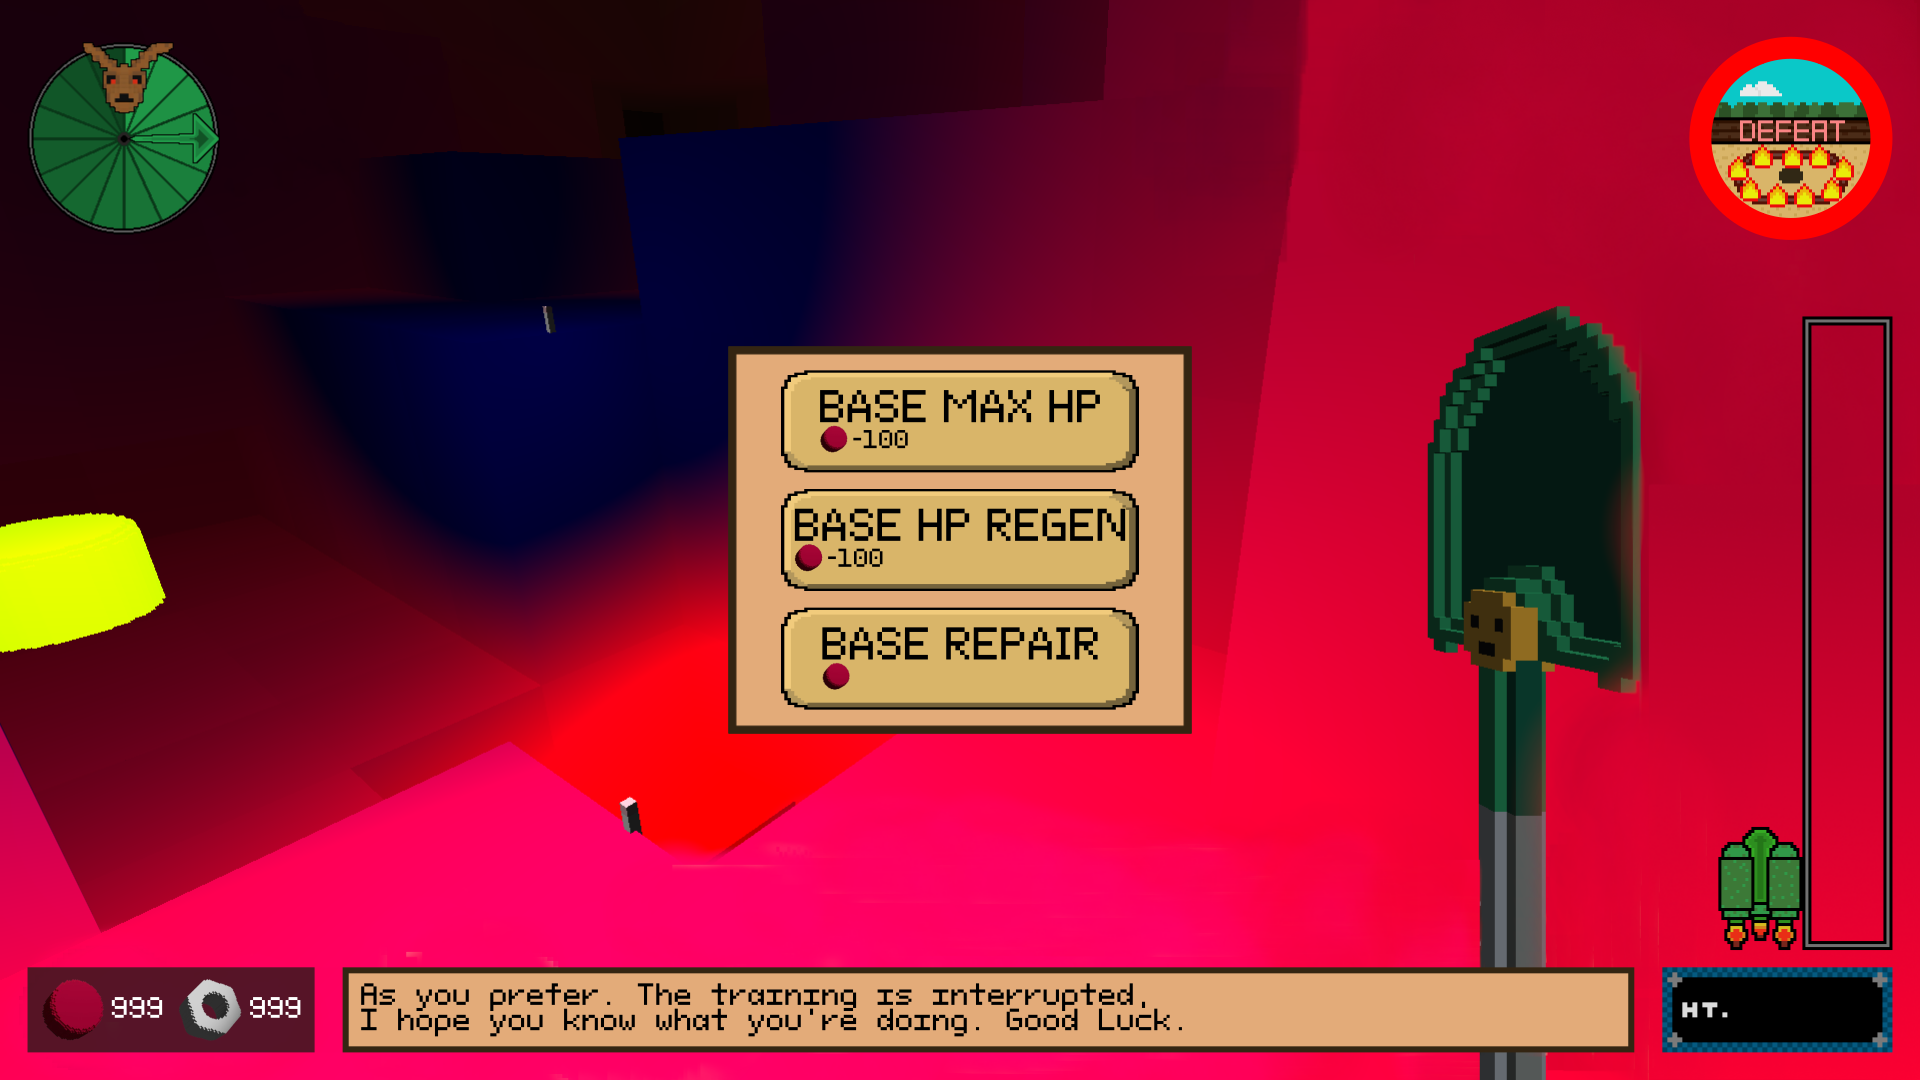 DEFEAT
BASE MAX HP
-100
BASE HP REGEN
-100
BASE REPAIR
999 999
As you prefer. The training is interrupted,
I hope you know what you're doing. Good Luck.
HT.